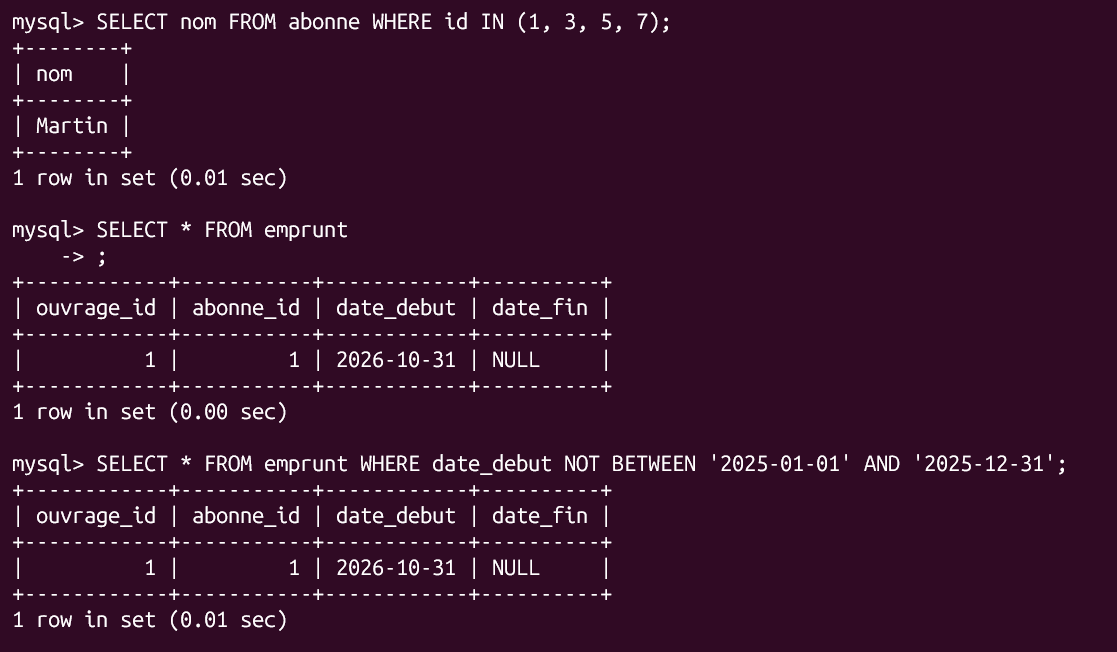 mysql> SELECT nom FROM abonne WHERE id IN (1, 3, 5, 7);
+--------+
| nom    |
+--------+
| Martin |
+--------+
1 row in set (0.01 sec)

mysql> SELECT * FROM emprunt
    -> ;
+------------+-----------+------------+----------+
| ouvrage_id | abonne_id | date_debut | date_fin |
+------------+-----------+------------+----------+
|          1 |         1 | 2026-10-31 | NULL     |
+------------+-----------+------------+----------+
1 row in set (0.00 sec)

mysql> SELECT * FROM emprunt WHERE date_debut NOT BETWEEN '2025-01-01' AND '2025-12-31';
+------------+-----------+------------+----------+
| ouvrage_id | abonne_id | date_debut | date_fin |
+------------+-----------+------------+----------+
|          1 |         1 | 2026-10-31 | NULL     |
+------------+-----------+------------+----------+
1 row in set (0.01 sec)